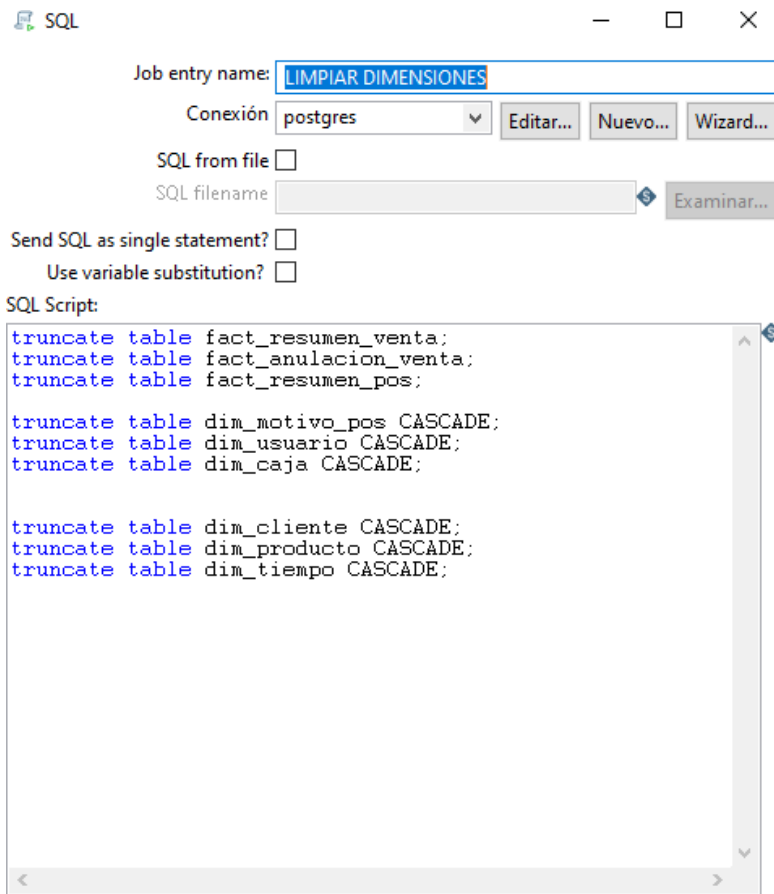 SQL
Job entry name: LIMPIAR DIMENSIONES
Conexión postgres Editar... Nuevo... Wizard...
SQL from file
SQL filename Examinar...
Send SQL as single statement?
Use variable substitution?
SQL Script:
truncate table fact_resumen_venta;
truncate table fact_anulacion_venta;
truncate table fact_resumen_pos;
truncate table dim_motivo_pos CASCADE;
truncate table dim_usuario CASCADE;
truncate table dim_caja CASCADE;
truncate table dim_cliente CASCADE;
truncate table dim_producto CASCADE;
truncate table dim_tiempo CASCADE;